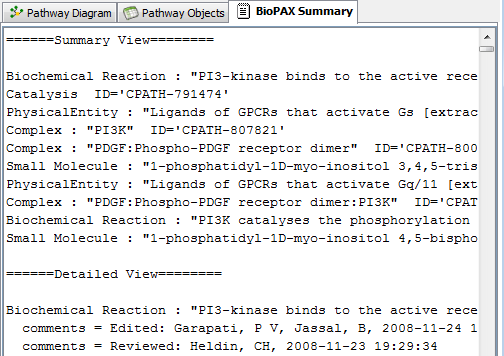 Pathway Diagram Pathway Objects BioPAX Summary
======Summary View========
Biochemical Reaction : "PI3-kinase binds to the active rece
Catalysis  ID='CPATH-791474'
PhysicalEntity : "Ligands of GPCRs that activate Gs [extrac
Complex : "PI3K"  ID='CPATH-807821'
Complex : "PDGF:Phospho-PDGF receptor dimer"  ID='CPATH-800
Small Molecule : "1-phosphatidyl-1D-myo-inositol 3,4,5-tris
PhysicalEntity : "Ligands of GPCRs that activate Gq/11 [ext
Complex : "PDGF:Phospho-PDGF receptor dimer:PI3K"  ID='CPAT
Biochemical Reaction : "PI3K catalyses the phosphorylation
Small Molecule : "1-phosphatidyl-1D-myo-inositol 4,5-bispho
======Detailed View========
Biochemical Reaction : "PI3-kinase binds to the active rece
comments = Edited: Garapati, P V, Jassal, B, 2008-11-24 1
comments = Reviewed: Heldin, CH, 2008-11-23 19:29:34